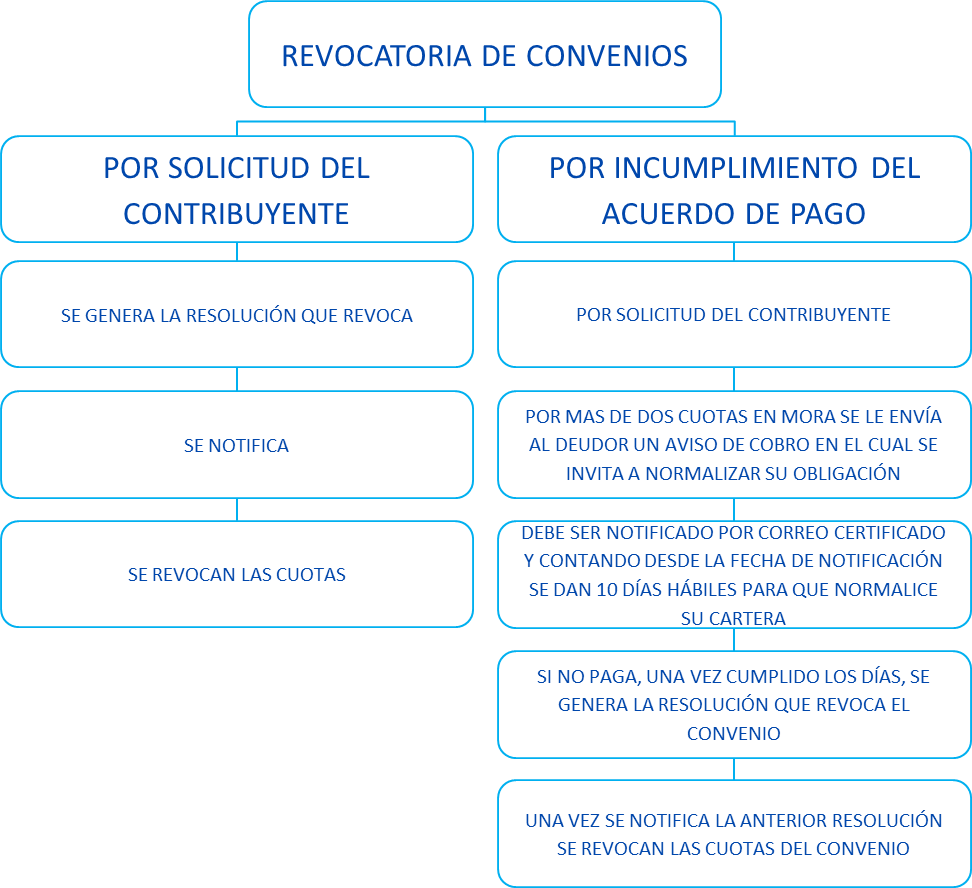 REVOCATORIA DE CONVENIOS
POR SOLICITUD DEL
CONTRIBUYENTE
SE GENERA LA RESOLUCIÓN QUE REVOCA
SE NOTIFICA
SE REVOCAN LAS CUOTAS
POR INCUMPLIMIENTO DEL
ACUERDO DE PAGO
POR SOLICITUD DEL CONTRIBUYENTE
POR MAS DE DOS CUOTAS EN MORA SE LE ENVÍA
AL DEUDOR UN AVISO DE COBRO EN EL CUAL SE
INVITA A NORMALIZAR SU OBLIGACIÓN
DEBE SER NOTIFICADO POR CORREO CERTIFICADO
Y CONTANDO DESDE LA FECHA DE NOTIFICACIÓN
SE DAN 10 DÍAS HÁBILES PARA QUE NORMALICE
SU CARTERA
SI NO PAGA, UNA VEZ CUMPLIDO LOS DÍAS, SE
GENERA LA RESOLUCIÓN QUE REVOCA EL
CONVENIO
UNA VEZ SE NOTIFICA LA ANTERIOR RESOLUCIÓN
SE REVOCAN LAS CUOTAS DEL CONVENIO